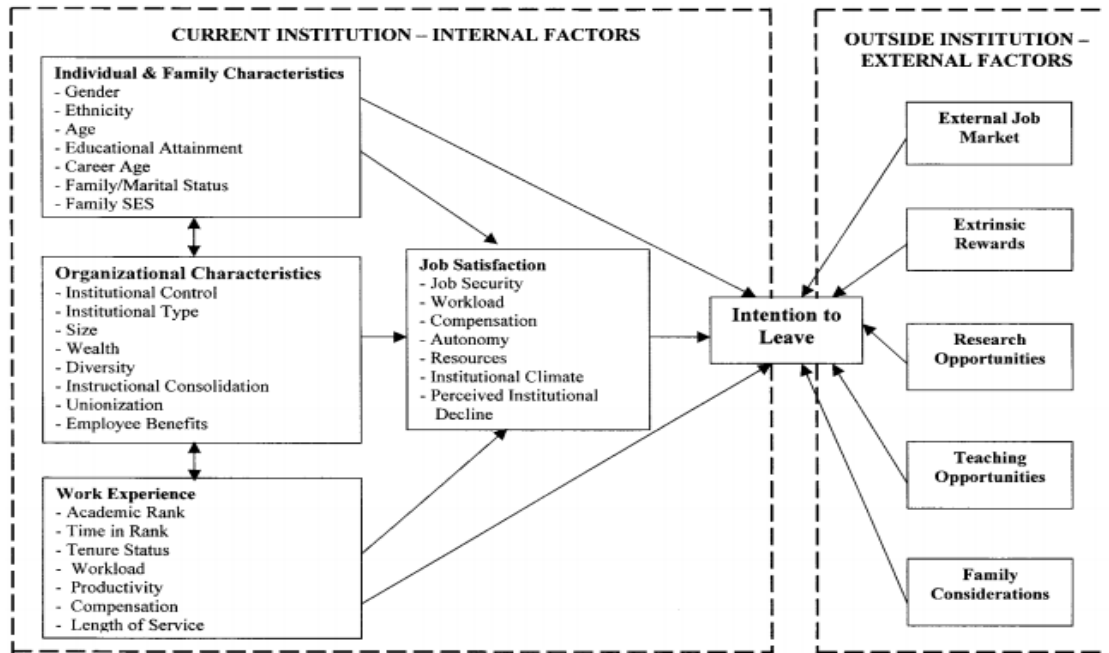 CURRENT INSTITUTION – INTERNAL FACTORS
Individual & Family Characteristics
- Gender
- Ethnicity
- Age
- Educational Attainment
- Career Age
- Family/Marital Status
- Family SES
Organizational Characteristics
- Institutional Control
- Institutional Type
- Size
- Wealth
- Diversity
- Instructional Consolidation
- Unionization
- Employee Benefits
Work Experience
- Academic Rank
- Time in Rank
- Tenure Status
- Workload
- Productivity
- Compensation
- Length of Service
Job Satisfaction
- Job Security
- Workload
- Compensation
- Autonomy
- Resources
- Institutional Climate
- Perceived Institutional
Decline
Intention to
Leave
OUTSIDE INSTITUTION –
EXTERNAL FACTORS
External Job
Market
Extrinsic
Rewards
Research
Opportunities
Teaching
Opportunities
Family
Considerations